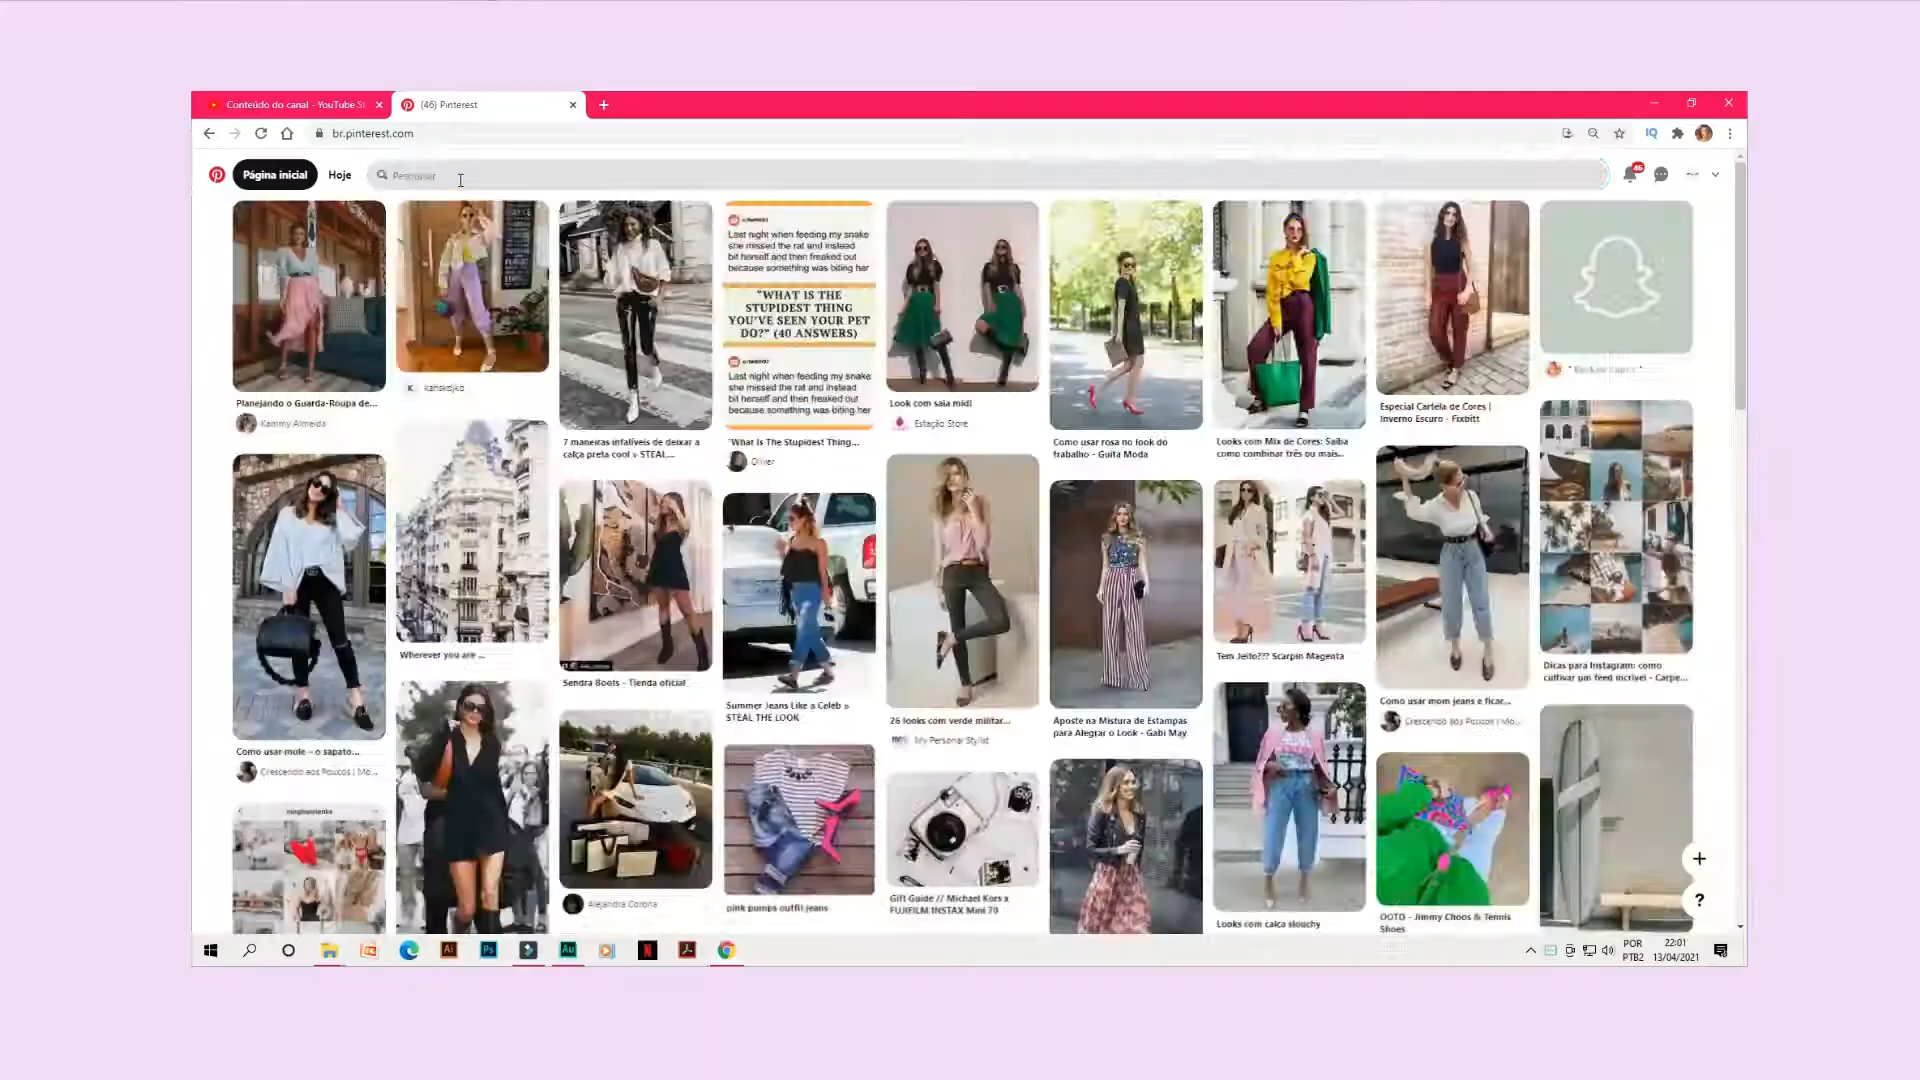 Conteúdo do canal - YouTube St
(46) Pinterest
br.pinterest.com
IQ
Página inicial
Hoje
Pesquisar
46
Planejando o Guarda-Roupa de...
Kammy Almeida
Como usar mule – o sapato...
Crescendo aos Poucos | Mo...
K
Wherever you are ...
7 maneiras infalíveis de deixar a
calça preta cool » STEAL...
Sendra Boots - Tienda oficial
Alejandra Corona
Last night when feeding my snake
she missed the rat and instead
bit herself and then freaked out
because something was biting her
"WHAT IS THE
STUPIDEST THING
YOU'VE SEEN YOUR PET
DO?" (40 ANSWERS)
Last night when feeding my snake
she missed the rat and instead
bit herself and then freaked out
because something was biting her
"What Is The Stupidest Thing...
Oliver
Summer Jeans Like a Celeb »
STEAL THE LOOK
pink pumps outfit jeans
Look com saia midi
Estação Store
26 looks com verde militar...
My Personal Stylist
Gift Guide // Michael Kors x
FUJIFILM INSTAX Mini 70
Como usar rosa no look do
trabalho - Guita Moda
Aposte na Mistura de Estampas
para Alegrar o Look - Gabi May
Looks com Mix de Cores: Saiba
como combinar três ou mais...
Tem Jeito??? Scarpin Magenta
Looks com calça slouchy
Especial Cartela de Cores |
Inverno Escuro - Fixbitt
Como usar mom jeans e ficar...
Crescendo aos Poucos | Mo...
OOTD - Jimmy Choos & Tennis
Shoes
Dicas para Instagram: como
cultivar um feed incrível - Carpe...
+
?
Ai
Ps
Au
N
POR
PTB2
22:01
13/04/2021